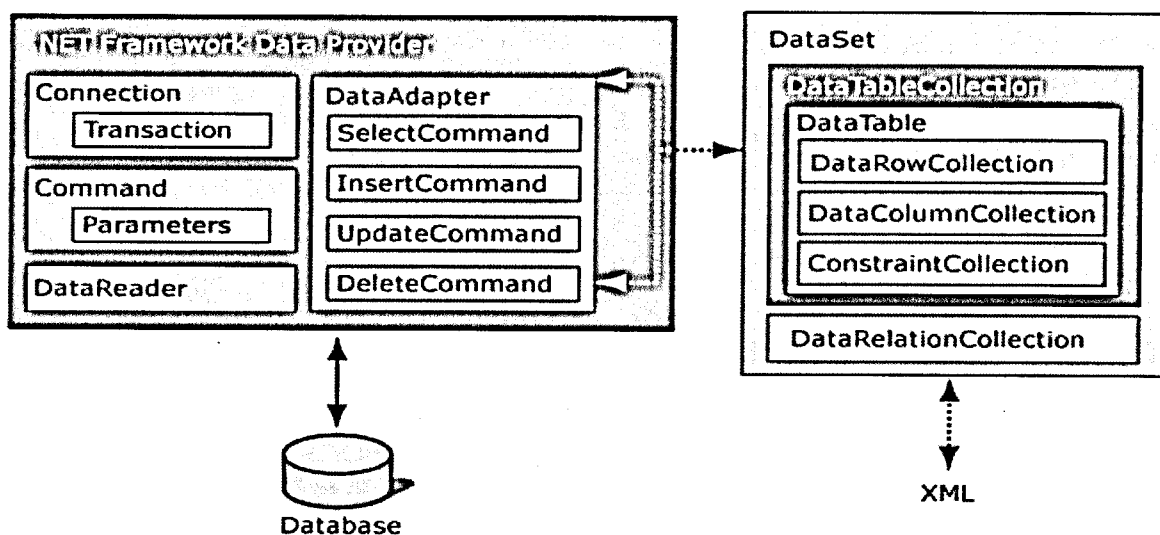 .NET Framework Data Provider
Connection
Transaction
Command
Parameters
DataReader
DataAdapter
SelectCommand
InsertCommand
UpdateCommand
DeleteCommand
DataSet
DataTableCollection
DataTable
DataRowCollection
DataColumnCollection
ConstraintCollection
DataRelationCollection
Database
XML